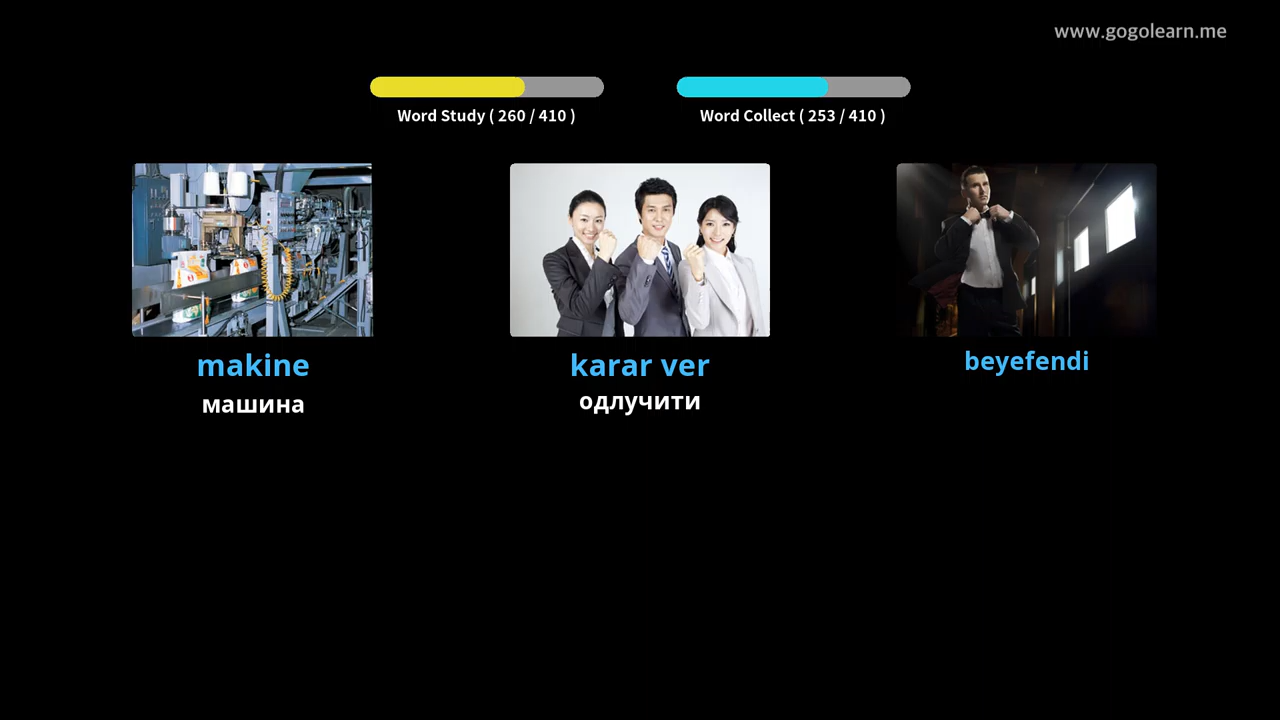 www.gogolearn.me
Word Study ( 260 / 410 )
Word Collect ( 253 / 410 )
makine
машина
karar ver
одлучити
beyefendi